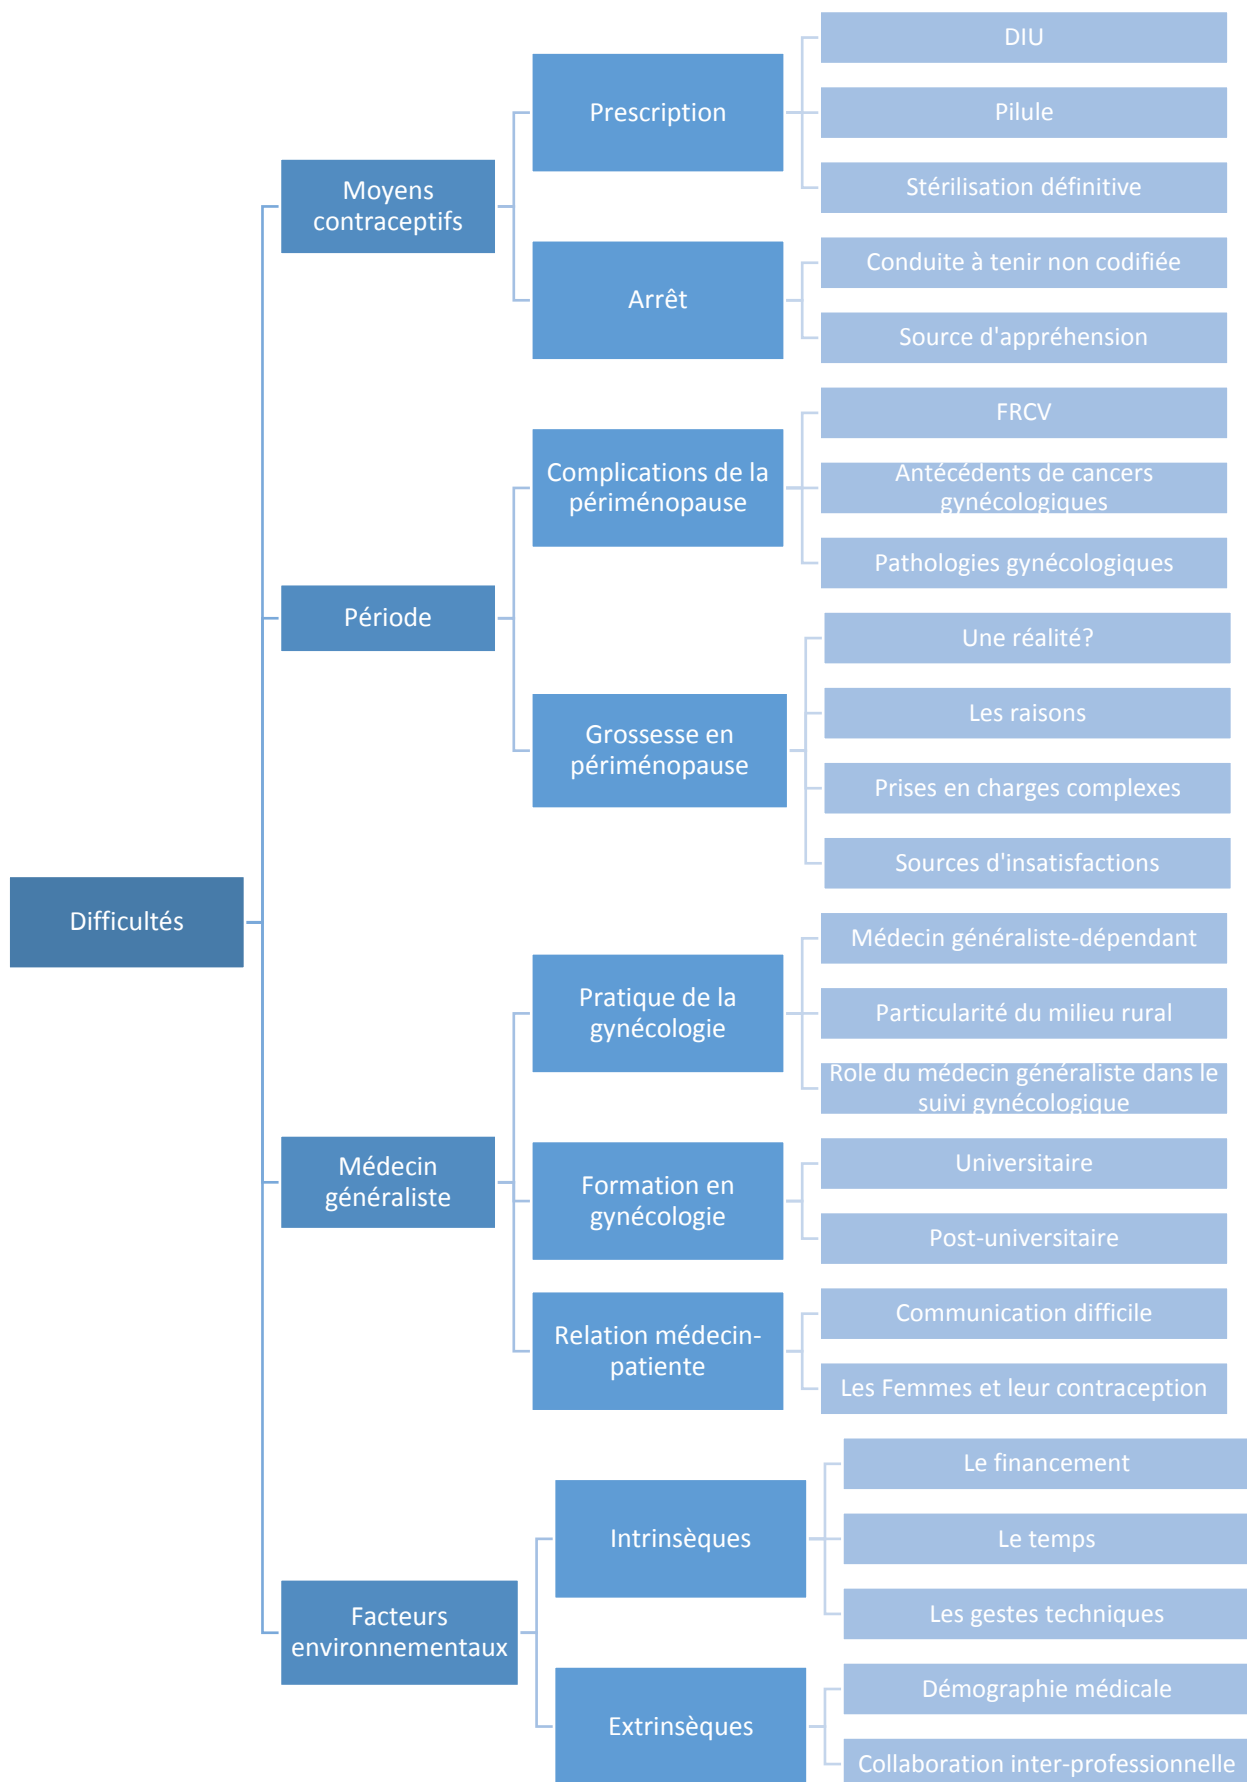 Difficultés
Moyens
contraceptifs
Prescription
DIU
Pilule
Stérilisation définitive
Arrêt
Conduite à tenir non codifiée
Source d'appréhension
Période
Complications de la
périménopause
FRCV
Antécédents de cancers
gynécologiques
Pathologies gynécologiques
Grossesse en
périménopause
Une réalité?
Les raisons
Prises en charges complexes
Sources d'insatisfactions
Médecin
généraliste
Pratique de la
gynécologie
Médecin généraliste-dépendant
Particularité du milieu rural
Role du médecin généraliste dans le
suivi gynécologique
Formation en
gynécologie
Universitaire
Post-universitaire
Relation médecin-
patiente
Communication difficile
Les Femmes et leur contraception
Facteurs
environnementaux
Intrinsèques
Le financement
Le temps
Les gestes techniques
Extrinsèques
Démographie médicale
Collaboration inter-professionnelle